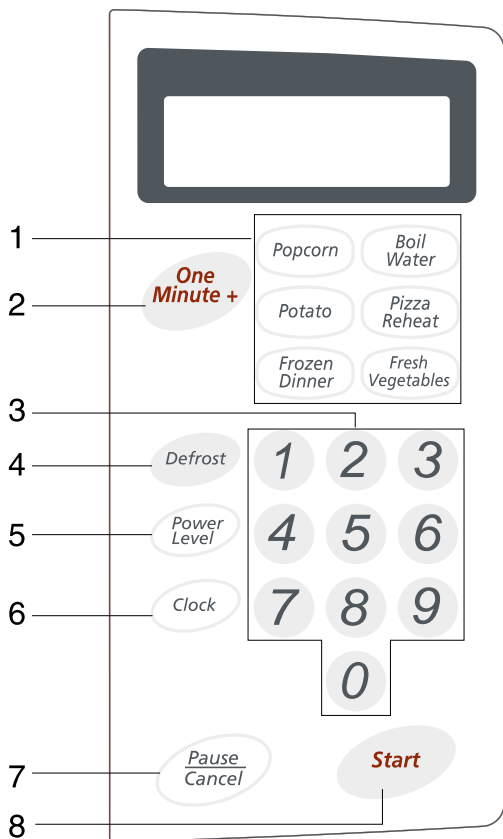 1
Popcorn
Boil
Water
One
Minute +
2
Potato
Pizza
Reheat
Frozen
Dinner
Fresh
Vegetables
3
4
Defrost
1 2 3
5
Power
Level
4 5 6
6
Clock
7 8 9
0
7
Pause
Cancel
Start
8